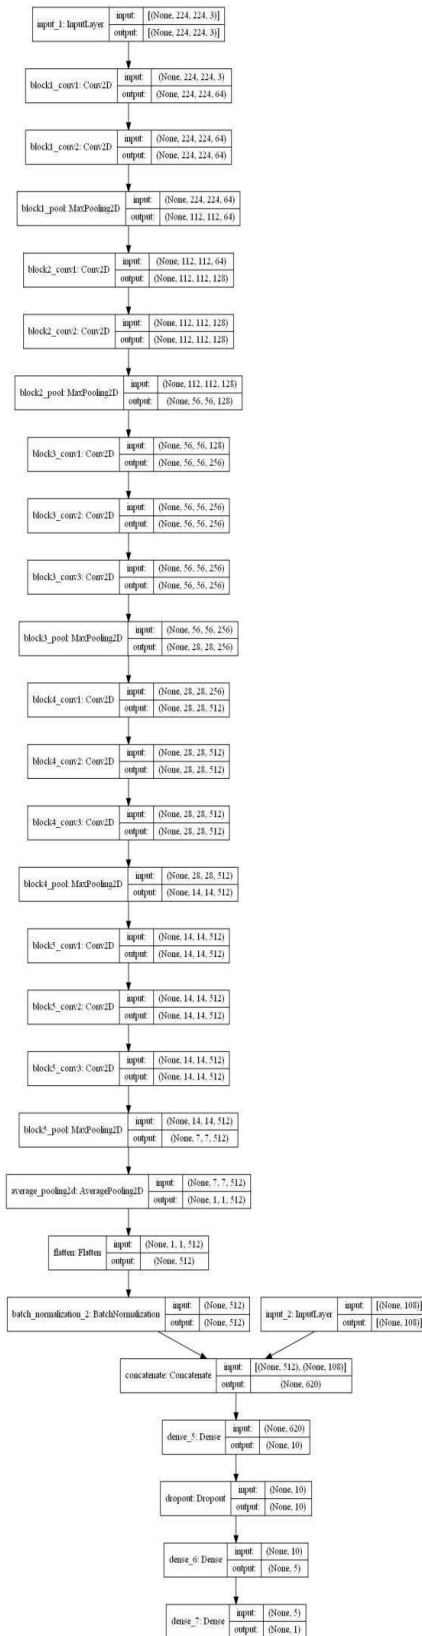 input_1: InputLayer
input: [(None, 224, 224, 3)]
output: [(None, 224, 224, 3)]
block1_conv1: Conv2D
input: (None, 224, 224, 3)
output: (None, 224, 224, 64)
block1_conv2: Conv2D
input: (None, 224, 224, 64)
output: (None, 224, 224, 64)
block1_pool: MaxPooling2D
input: (None, 224, 224, 64)
output: (None, 112, 112, 64)
block2_conv1: Conv2D
input: (None, 112, 112, 64)
output: (None, 112, 112, 128)
block2_conv2: Conv2D
input: (None, 112, 112, 128)
output: (None, 112, 112, 128)
block2_pool: MaxPooling2D
input: (None, 112, 112, 128)
output: (None, 56, 56, 128)
block3_conv1: Conv2D
input: (None, 56, 56, 128)
output: (None, 56, 56, 256)
block3_conv2: Conv2D
input: (None, 56, 56, 256)
output: (None, 56, 56, 256)
block3_conv3: Conv2D
input: (None, 56, 56, 256)
output: (None, 56, 56, 256)
block3_pool: MaxPooling2D
input: (None, 56, 56, 256)
output: (None, 28, 28, 256)
block4_conv1: Conv2D
input: (None, 28, 28, 256)
output: (None, 28, 28, 512)
block4_conv2: Conv2D
input: (None, 28, 28, 512)
output: (None, 28, 28, 512)
block4_conv3: Conv2D
input: (None, 28, 28, 512)
output: (None, 28, 28, 512)
block4_pool: MaxPooling2D
input: (None, 28, 28, 512)
output: (None, 14, 14, 512)
block5_conv1: Conv2D
input: (None, 14, 14, 512)
output: (None, 14, 14, 512)
block5_conv2: Conv2D
input: (None, 14, 14, 512)
output: (None, 14, 14, 512)
block5_conv3: Conv2D
input: (None, 14, 14, 512)
output: (None, 14, 14, 512)
block5_pool: MaxPooling2D
input: (None, 14, 14, 512)
output: (None, 7, 7, 512)
average_pooling2d: AveragePooling2D
input: (None, 7, 7, 512)
output: (None, 1, 1, 512)
flatten: Flatten
input: (None, 1, 1, 512)
output: (None, 512)
batch_normalization_2: BatchNormalization
input: (None, 512)
output: (None, 512)
input_2: InputLayer
input: [(None, 108)]
output: [(None, 108)]
concatenate: Concatenate
input: [(None, 512), (None, 108)]
output: (None, 620)
dense_5: Dense
input: (None, 620)
output: (None, 10)
dropout: Dropout
input: (None, 10)
output: (None, 10)
dense_6: Dense
input: (None, 10)
output: (None, 5)
dense_7: Dense
input: (None, 5)
output: (None, 1)